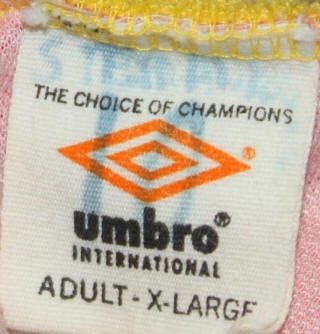 THE CHOICE OF CHAMPIONS
®
umbro®
INTERNATIONAL
ADULT - X-LARGE